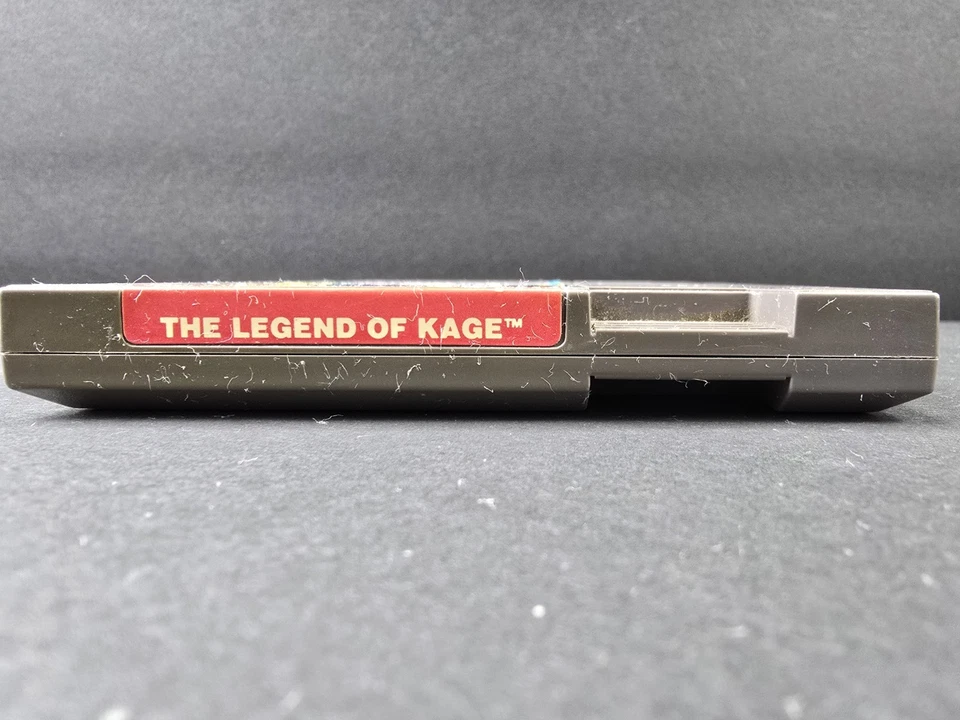 THE LEGEND OF KAGE™